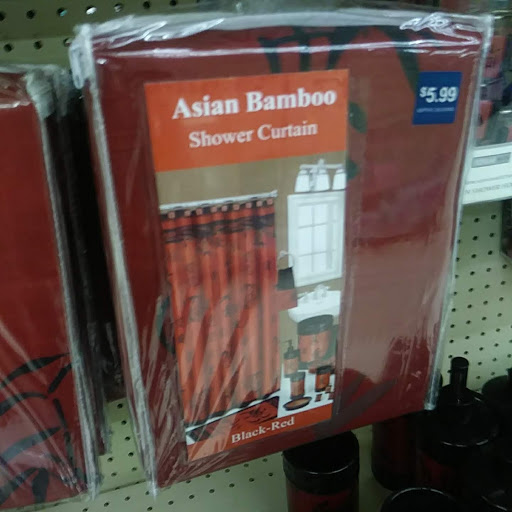 Asian Bamboo
Shower Curtain
$5.99
Black-Red